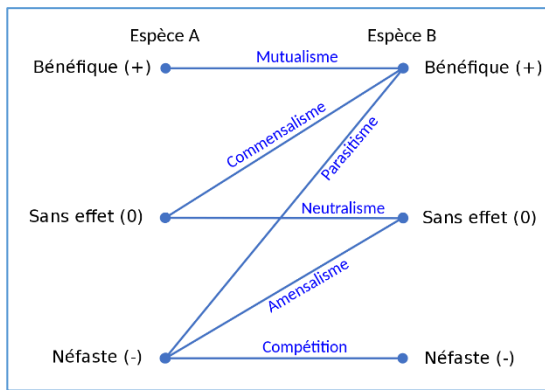 Espèce A
Espèce B
Bénéfique (+)
Mutualisme
Bénéfique (+)
Commensalisme
Parasitisme
Sans effet (0)
Neutralisme
Sans effet (0)
Amensalisme
Néfaste (-)
Compétition
Néfaste (-)